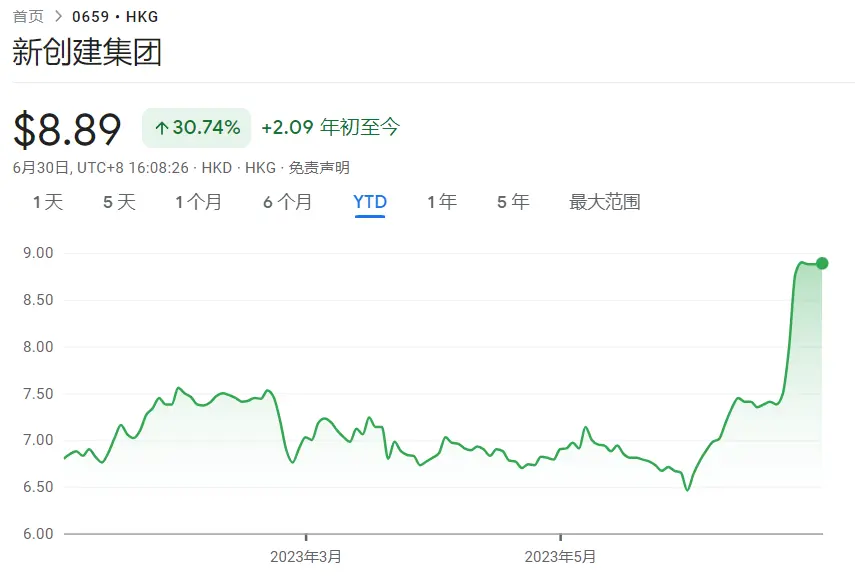 首页 > 0659 • HKG
新创建集团
$8.89 ↑30.74% +2.09 年初至今
6月30日, UTC+8 16:08:26 · HKD · HKG · 免责声明
1天 5天 1个月 6个月 YTD 1年 5年 最大范围
9.00
8.50
8.00
7.50
7.00
6.50
6.00
2023年3月 2023年5月